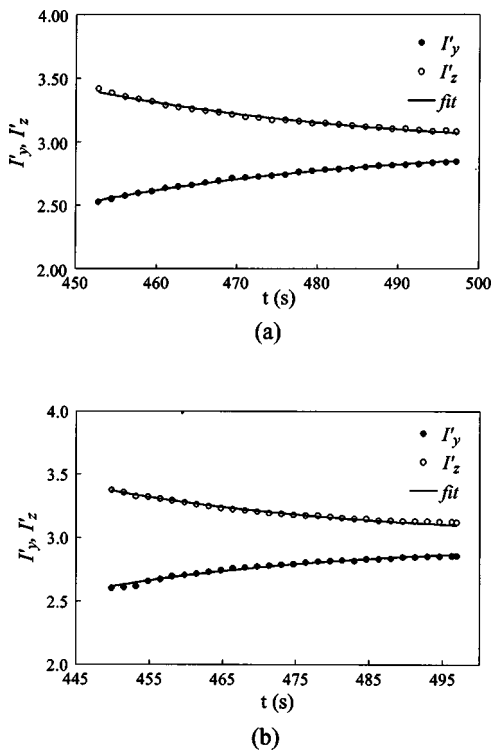 4.00
I'y
I'z
3.50
fit
I'y, I'z
3.00
2.50
2.00
450 460 470 480 490 500
t (s)
(a)
4.0
I'y
I'z
3.5
fit
I'y, I'z
3.0
2.5
2.0
445 455 465 475 485 495
t (s)
(b)